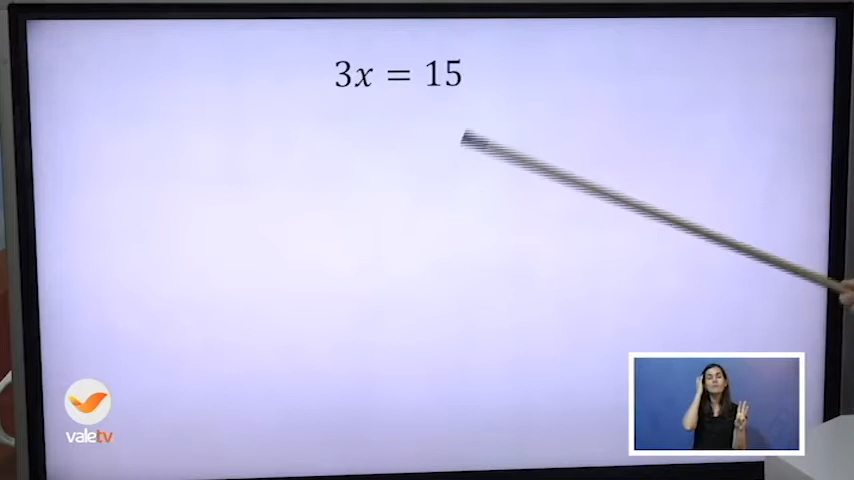 3x = 15
valetv